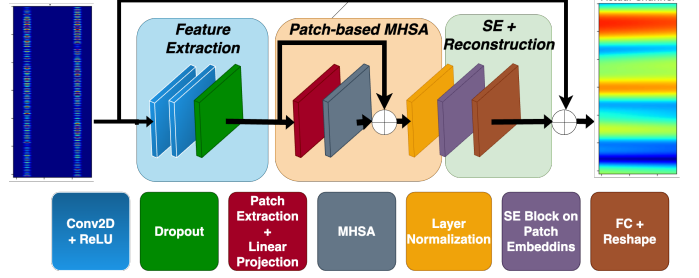 Feature
Extraction
Patch-based MHSA
SE +
Reconstruction
Conv2D
+ ReLU
Dropout
Patch
Extraction
+
Linear
Projection
MHSA
Layer
Normalization
SE Block on
Patch
Embeddins
FC +
Reshape